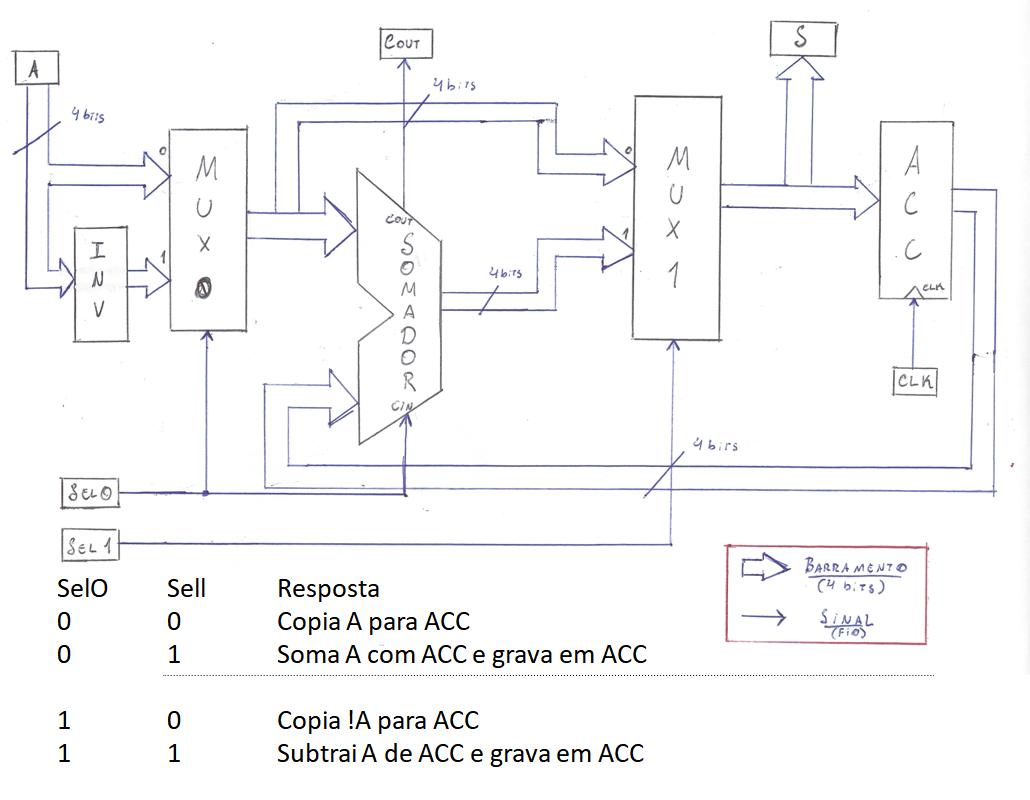 A
4 bits
0
1
MUX 0
INV
COUT
4 bits
COUT
SOMADOR
CIN
4 bits
0
1
MUX 1
S
ACC
CLK
CLK
4 bits
SEL0
SEL 1
BARRAMENTO
(4 bits)
SINAL
(FIO)
SelO Sell Resposta
0 0 Copia A para ACC
0 1 Soma A com ACC e grava em ACC
1 0 Copia !A para ACC
1 1 Subtrai A de ACC e grava em ACC